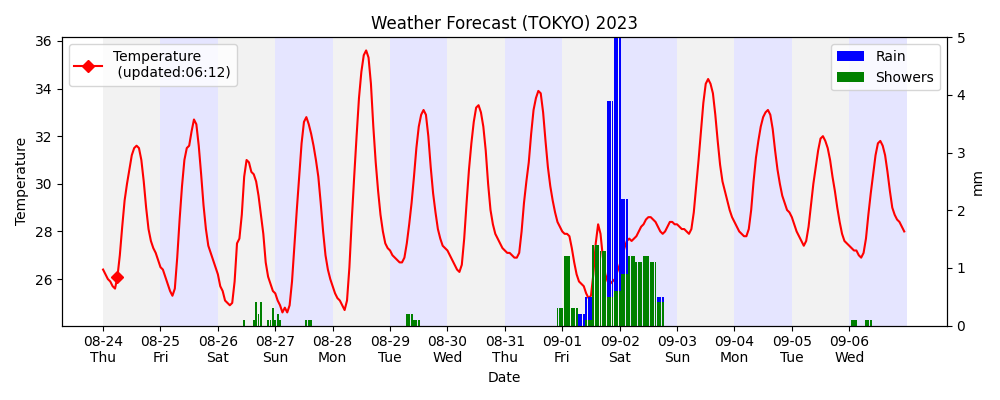 Weather Forecast (TOKYO) 2023
Temperature
(updated:06:12)
Rain
Showers
36
34
32
30
28
26
Temperature
5
4
3
2
1
0
mm
08-24 08-25 08-26 08-27 08-28 08-29 08-30 08-31 09-01 09-02 09-03 09-04 09-05 09-06
Thu Fri Sat Sun Mon Tue Wed Thu Fri Sat Sun Mon Tue Wed
Date